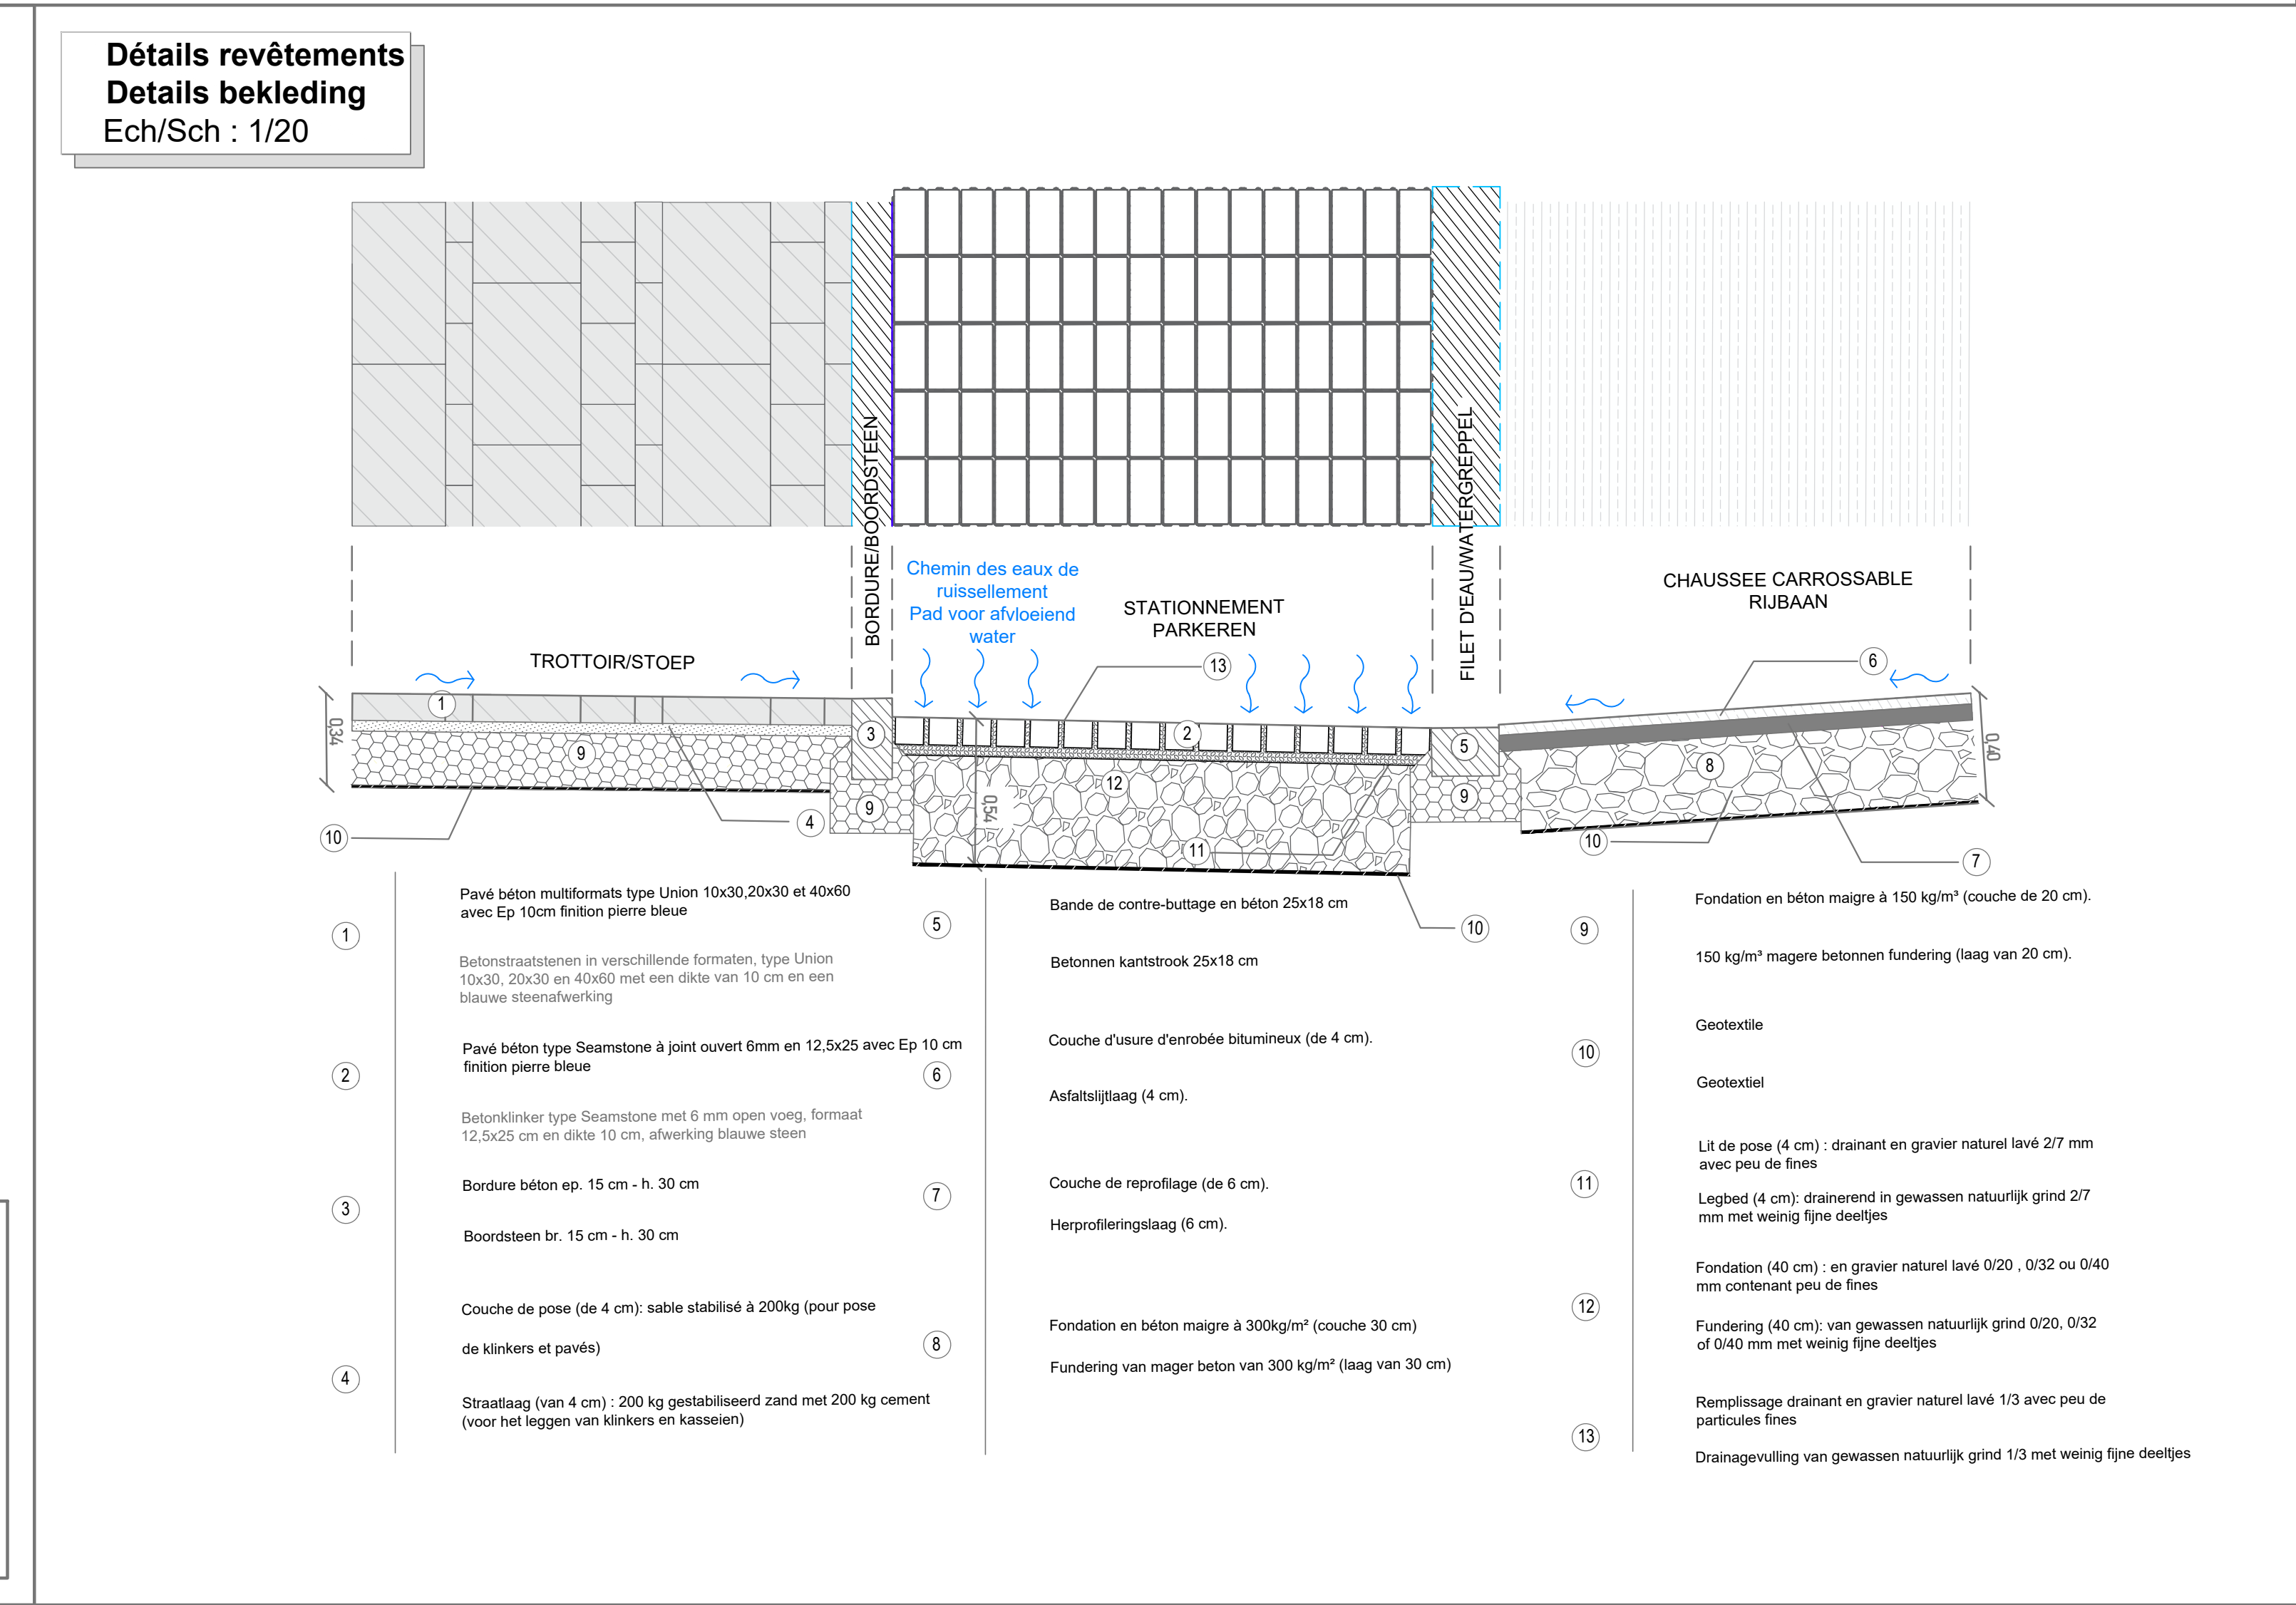 Détails revêtements
Details bekleding
Ech/Sch : 1/20
BORDURE/BOORDSTEEN
FILET D'EAU/WATERGREPPEL
Chemin des eaux de
ruissellement
Pad voor afvloeiend
water
STATIONNEMENT
PARKEREN
CHAUSSEE CARROSSABLE
RIJBAAN
TROTTOIR/STOEP
13
6
1
3
2
5
9
12
8
9
9
0,34
0,54
0,40
10
4
11
10
7
10
1
Pavé béton multiformats type Union 10x30,20x30 et 40x60
avec Ep 10cm finition pierre bleue
Betonstraatstenen in verschillende formaten, type Union
10x30, 20x30 en 40x60 met een dikte van 10 cm en een
blauwe steenafwerking
2
Pavé béton type Seamstone à joint ouvert 6mm en 12,5x25 avec Ep 10 cm
finition pierre bleue
Betonklinker type Seamstone met 6 mm open voeg, formaat
12,5x25 cm en dikte 10 cm, afwerking blauwe steen
3
Bordure béton ep. 15 cm - h. 30 cm
Boordsteen br. 15 cm - h. 30 cm
4
Couche de pose (de 4 cm): sable stabilisé à 200kg (pour pose
de klinkers et pavés)
Straatlaag (van 4 cm) : 200 kg gestabiliseerd zand met 200 kg cement
(voor het leggen van klinkers en kasseien)
5
Bande de contre-buttage en béton 25x18 cm
Betonnen kantstrook 25x18 cm
6
Couche d'usure d'enrobée bitumineux (de 4 cm).
Asfaltslijtlaag (4 cm).
7
Couche de reprofilage (de 6 cm).
Herprofileringslaag (6 cm).
8
Fondation en béton maigre à 300kg/m² (couche 30 cm)
Fundering van mager beton van 300 kg/m² (laag van 30 cm)
9
Fondation en béton maigre à 150 kg/m³ (couche de 20 cm).
150 kg/m³ magere betonnen fundering (laag van 20 cm).
10
Geotextile
Geotextiel
11
Lit de pose (4 cm) : drainant en gravier naturel lavé 2/7 mm
avec peu de fines
Legbed (4 cm): drainerend in gewassen natuurlijk grind 2/7
mm met weinig fijne deeltjes
12
Fondation (40 cm) : en gravier naturel lavé 0/20 , 0/32 ou 0/40
mm contenant peu de fines
Fundering (40 cm): van gewassen natuurlijk grind 0/20, 0/32
of 0/40 mm met weinig fijne deeltjes
13
Remplissage drainant en gravier naturel lavé 1/3 avec peu de
particules fines
Drainagevulling van gewassen natuurlijk grind 1/3 met weinig fijne deeltjes